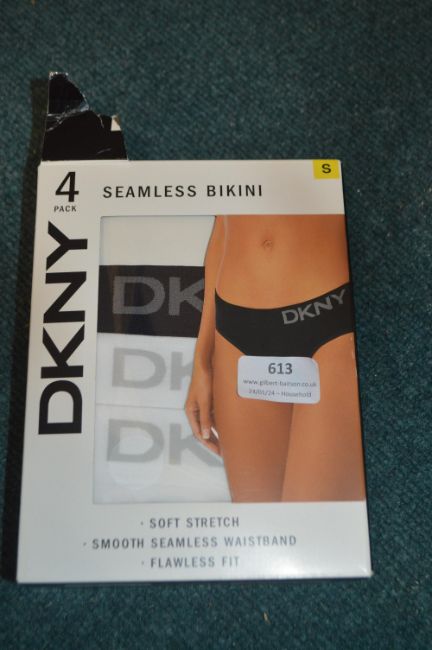 S
4
PACK
SEAMLESS BIKINI
DKNY
DK
DK
DK
DKNY
613
www.gilbert-baitson.co.uk
24/01/24 - Household
· SOFT STRETCH
· SMOOTH SEAMLESS WAISTBAND
· FLAWLESS FIT